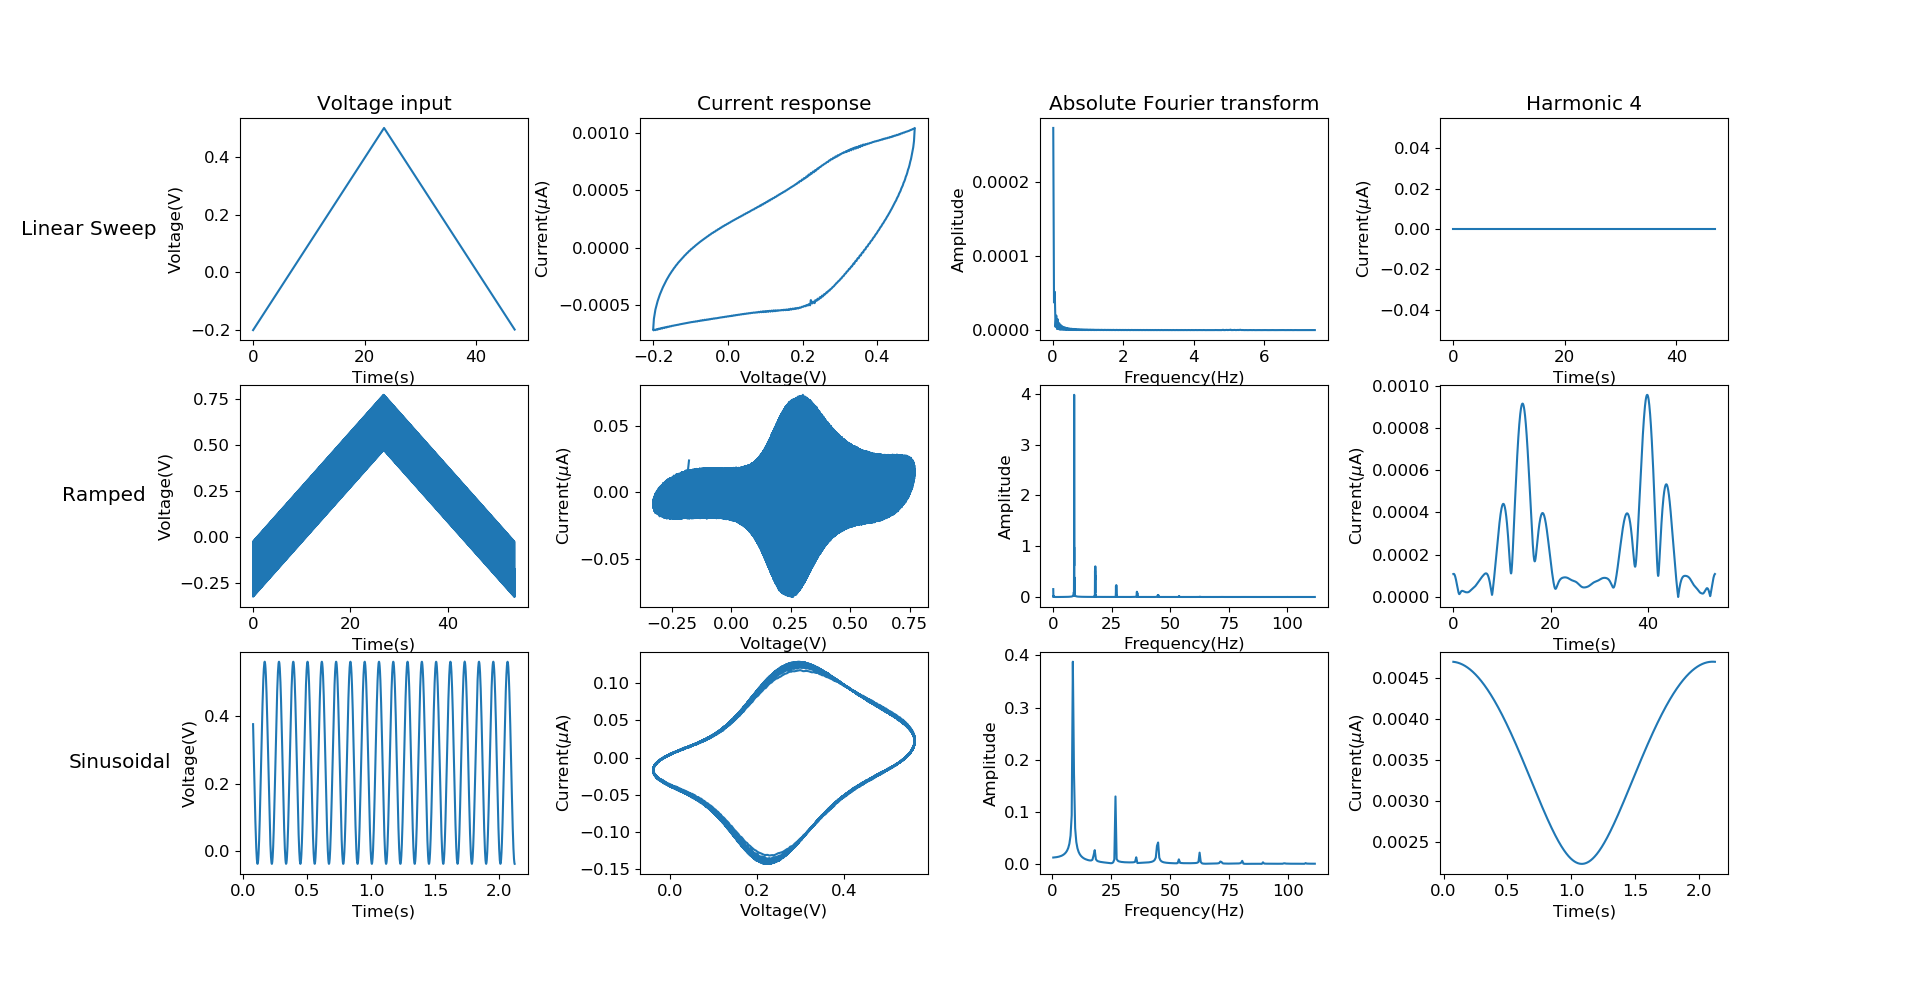 Voltage input
Current response
Absolute Fourier transform
Harmonic 4
Linear Sweep
Voltage(V)
0.4
0.2
0.0
−0.2
0 20 40
Time(s)
Current(μA)
0.0010
0.0005
0.0000
−0.0005
−0.2 0.0 0.2 0.4
Voltage(V)
Amplitude
0.0002
0.0001
0.0000
0 2 4 6
Frequency(Hz)
Current(μA)
0.04
0.02
0.00
−0.02
−0.04
0 20 40
Time(s)
Ramped
Voltage(V)
0.75
0.50
0.25
0.00
−0.25
0 20 40
Time(s)
Current(μA)
0.05
0.00
−0.05
−0.25 0.00 0.25 0.50 0.75
Voltage(V)
Amplitude
4
3
2
1
0
0 25 50 75 100
Frequency(Hz)
Current(μA)
0.0010
0.0008
0.0006
0.0004
0.0002
0.0000
0 20 40
Time(s)
Sinusoidal
Voltage(V)
0.4
0.2
0.0
0.0 0.5 1.0 1.5 2.0
Time(s)
Current(μA)
0.10
0.05
0.00
−0.05
−0.10
−0.15
0.0 0.2 0.4
Voltage(V)
Amplitude
0.4
0.3
0.2
0.1
0.0
0 25 50 75 100
Frequency(Hz)
Current(μA)
0.0045
0.0040
0.0035
0.0030
0.0025
0.0 0.5 1.0 1.5 2.0
Time(s)